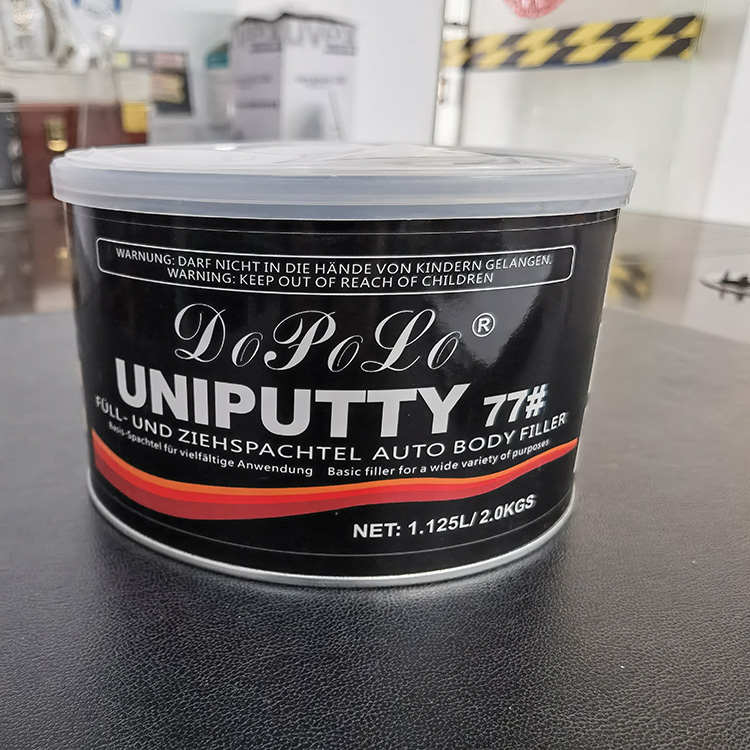 uvex
WARNUNG: DARF NICHT IN DIE HÄNDE VON KINDERN GELANGEN.
WARNING: KEEP OUT OF REACH OF CHILDREN
DoPoLo®
UNIPUTTY 77#
FÜLL- UND ZIEHSPACHTEL AUTO BODY FILLER
Basis-Spachtel für vielfältige Anwendung Basic filler for a wide variety of purposes
NET: 1.125L/ 2.0KGS